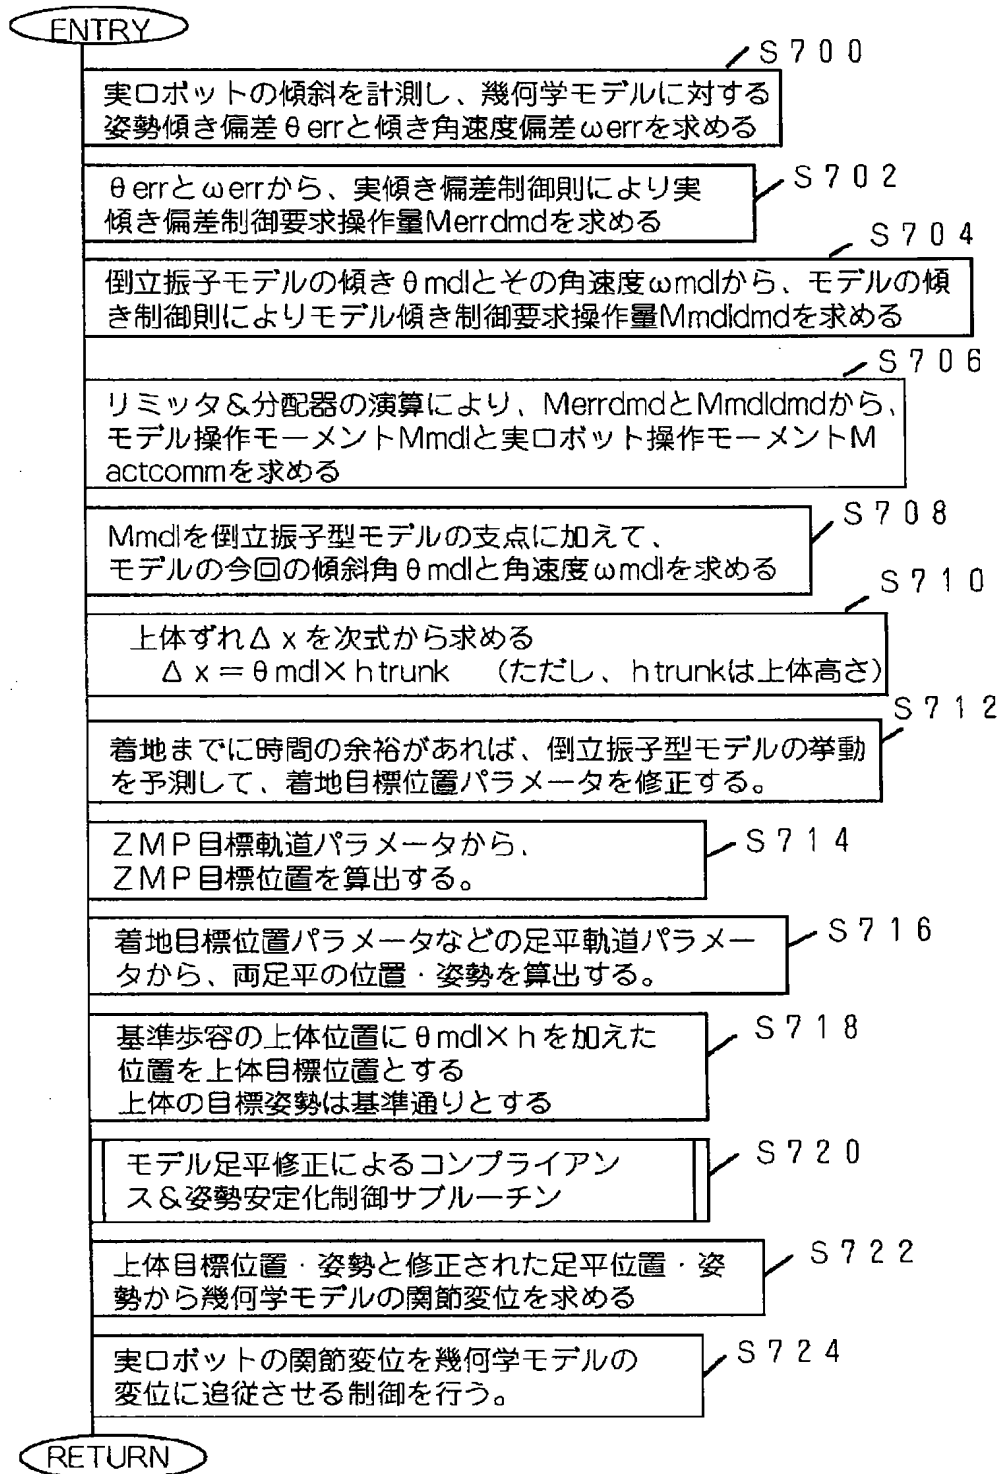 ENTRY
S700
実ロボットの傾斜を計測し、幾何学モデルに対する
姿勢傾き偏差θerrと傾き角速度偏差ωerrを求める
S702
θerrとωerrから、実傾き偏差制御則により実
傾き偏差制御要求操作量Merrdmdを求める
S704
倒立振子モデルの傾きθmdlとその角速度ωmdlから、モデルの傾
き制御則によりモデル傾き制御要求操作量Mmdldmdを求める
S706
リミッタ&分配器の演算により、MerrdmdとMmdldmdから、
モデル操作モーメントMmdlと実ロボット操作モーメントM
actcommを求める
S708
Mmdlを倒立振子型モデルの支点に加えて、
モデルの今回の傾斜角θmdlと角速度ωmdlを求める
S710
上体ずれΔxを次式から求める
Δx=θmdl×htrunk (ただし、htrunkは上体高さ)
S712
着地までに時間の余裕があれば、倒立振子型モデルの挙動
を予測して、着地目標位置パラメータを修正する。
S714
ZMP目標軌道パラメータから、
ZMP目標位置を算出する。
S716
着地目標位置パラメータなどの足平軌道パラメー
タから、両足平の位置・姿勢を算出する。
S718
基準歩容の上体位置にθmdl×hを加えた
位置を上体目標位置とする
上体の目標姿勢は基準通りとする
S720
モデル足平修正によるコンプライアン
ス&姿勢安定化制御サブルーチン
S722
上体目標位置・姿勢と修正された足平位置・姿
勢から幾何学モデルの関節変位を求める
S724
実ロボットの関節変位を幾何学モデルの
変位に追従させる制御を行う。
RETURN